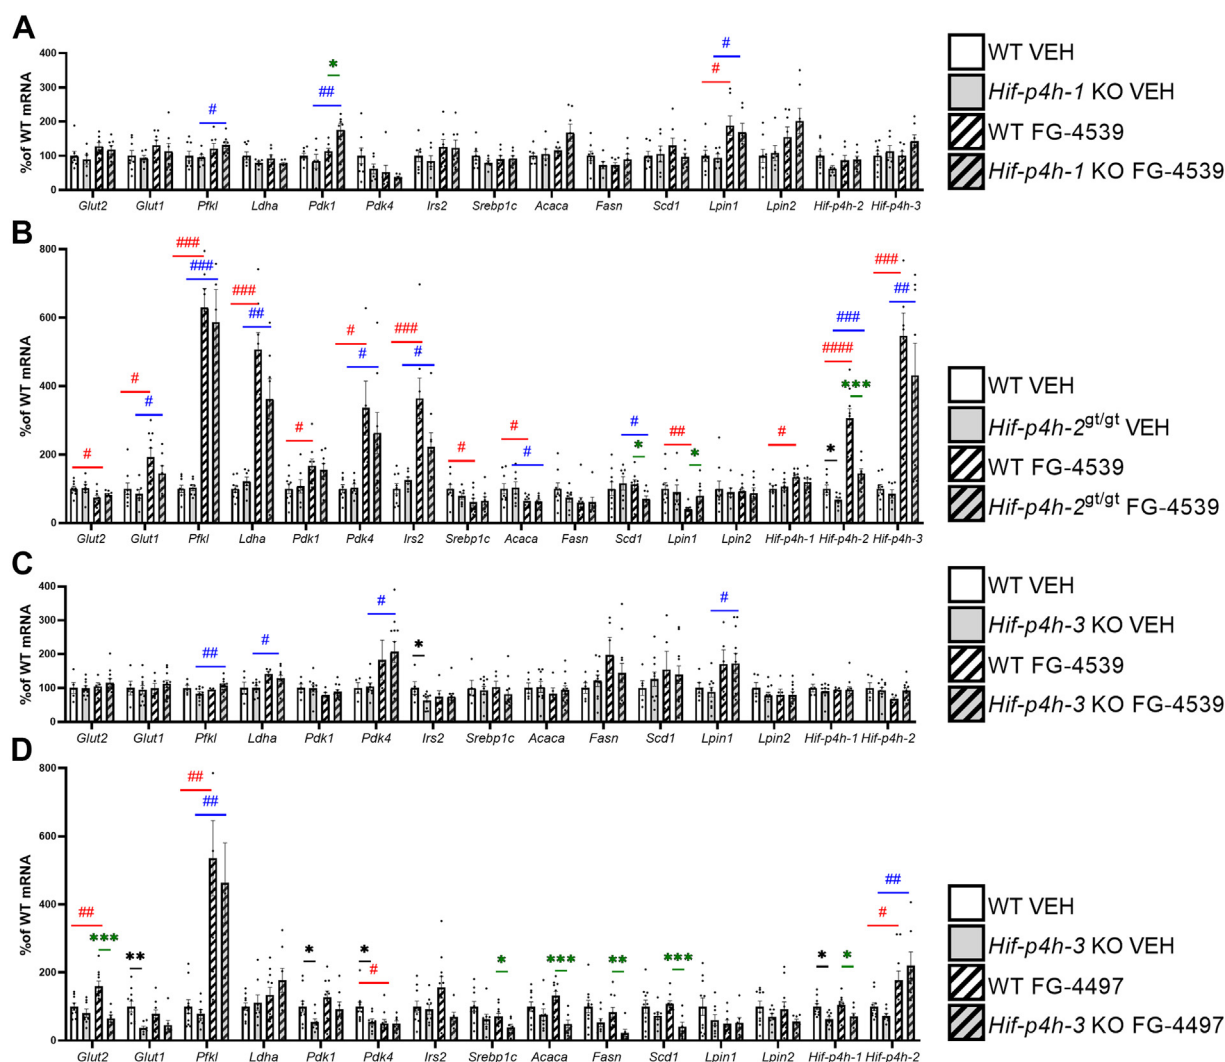 A
400
300
200
100
0
%of WT mRNA
# ## * # #
Glut2 Glut1 Pfkl Ldha Pdk1 Pdk4 Irs2 Srebp1c Acaca Fasn Scd1 Lpin1 Lpin2 Hif-p4h-2 Hif-p4h-3
WT VEH
Hif-p4h-1 KO VEH
WT FG-4539
Hif-p4h-1 KO FG-4539
B
800
600
400
200
0
%of WT mRNA
# # # ### ### ### ## # # # ### # # # # # * ## * # * #### ### *** ### ##
Glut2 Glut1 Pfkl Ldha Pdk1 Pdk4 Irs2 Srebp1c Acaca Fasn Scd1 Lpin1 Lpin2 Hif-p4h-1 Hif-p4h-2 Hif-p4h-3
WT VEH
Hif-p4h-2gt/gt VEH
WT FG-4539
Hif-p4h-2gt/gt FG-4539
C
400
300
200
100
0
%of WT mRNA
## # # * #
Glut2 Glut1 Pfkl Ldha Pdk1 Pdk4 Irs2 Srebp1c Acaca Fasn Scd1 Lpin1 Lpin2 Hif-p4h-1 Hif-p4h-2
WT VEH
Hif-p4h-3 KO VEH
WT FG-4539
Hif-p4h-3 KO FG-4539
D
800
600
400
200
0
%of WT mRNA
## *** ** ## ## * * # * *** ** *** * * # ##
Glut2 Glut1 Pfkl Ldha Pdk1 Pdk4 Irs2 Srebp1c Acaca Fasn Scd1 Lpin1 Lpin2 Hif-p4h-1 Hif-p4h-2
WT VEH
Hif-p4h-3 KO VEH
WT FG-4497
Hif-p4h-3 KO FG-4497